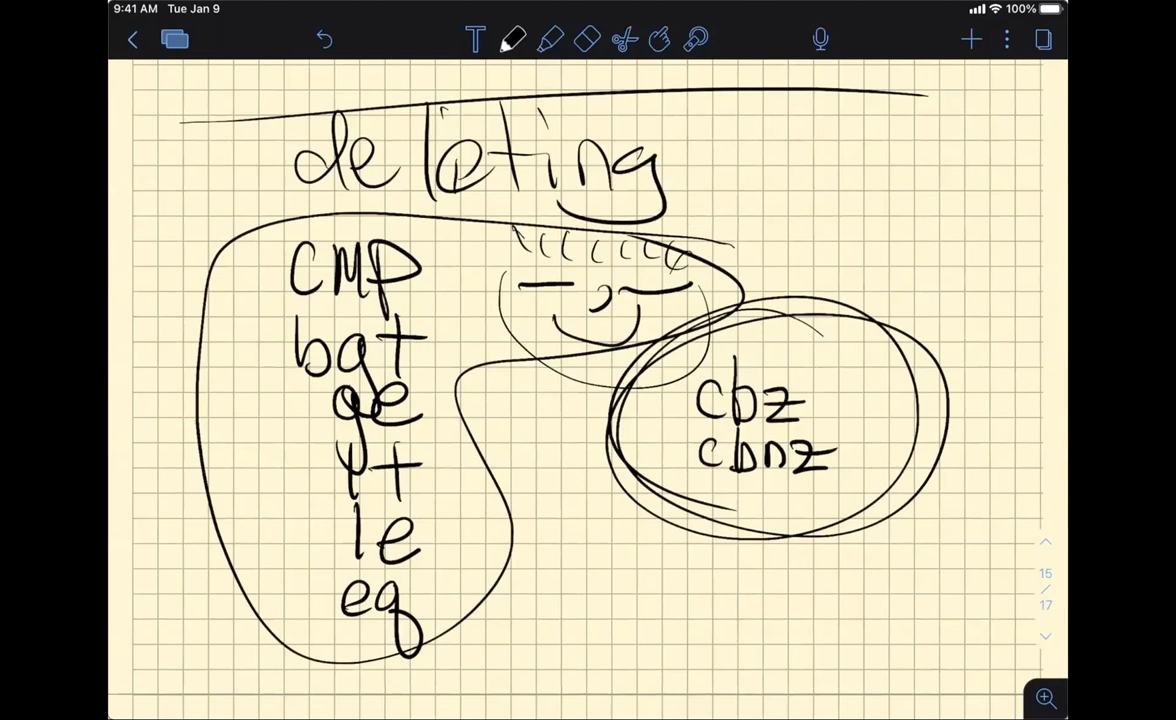 9:41 AM Tue Jan 9 100%
deleting
CMP
bgt
ge
lt
le
eq
cbz
cbnz
15
/
17